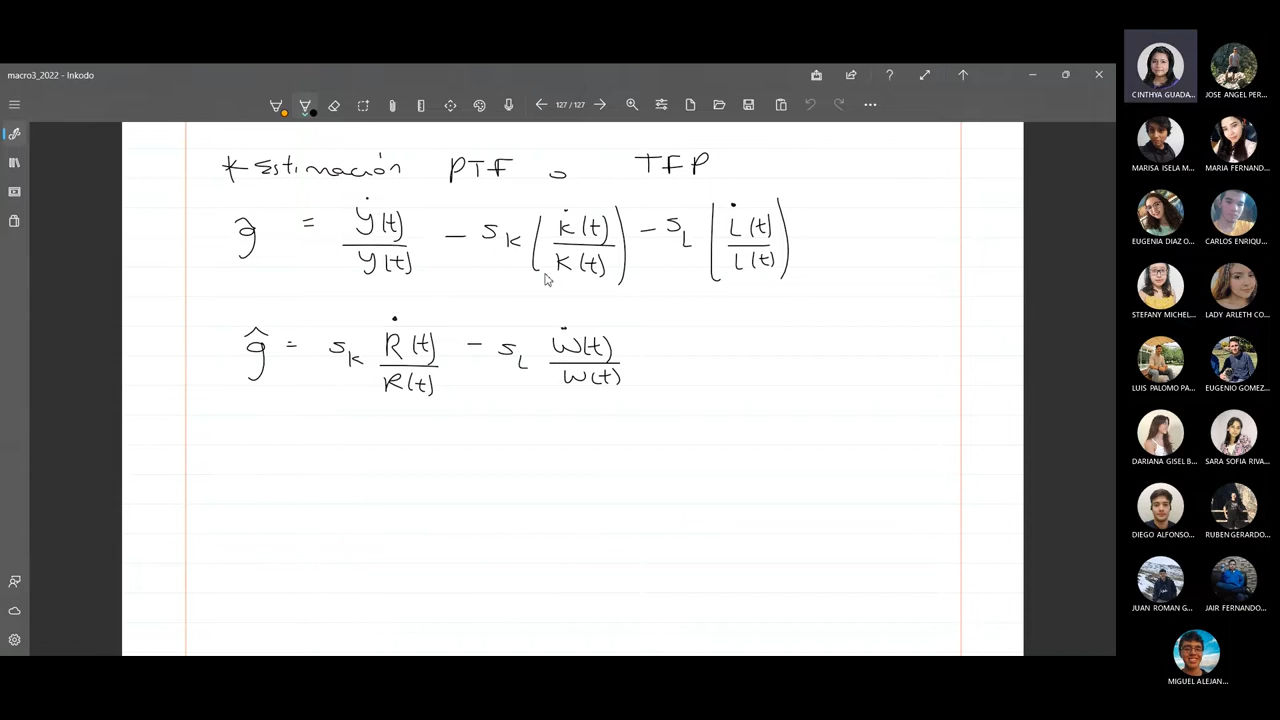 macro3_2022 - Inkodo
127 / 127
* Estimación PTF o TFP
ĝ = Ẏ(t)/Y(t) - s_K (K̇(t)/K(t)) - s_L (L̇(t)/L(t))
ĝ = s_K Ṙ(t)/R(t) - s_L Ẇ(t)/W(t)
CINTHYA GUADA...
JOSE ANGEL PER...
MARISA ISELA M...
MARIA FERNAND...
EUGENIA DIAZ O...
CARLOS ENRIQU...
STEFANY MICHEL...
LADY ARLETH CO...
LUIS PALOMO PA...
EUGENIO GOMEZ...
DARIANA GISEL B...
SARA SOFIA RIVA...
DIEGO ALFONSO...
RUBEN GERARDO...
JUAN ROMAN G...
JAIR FERNANDO...
MIGUEL ALEJAN...